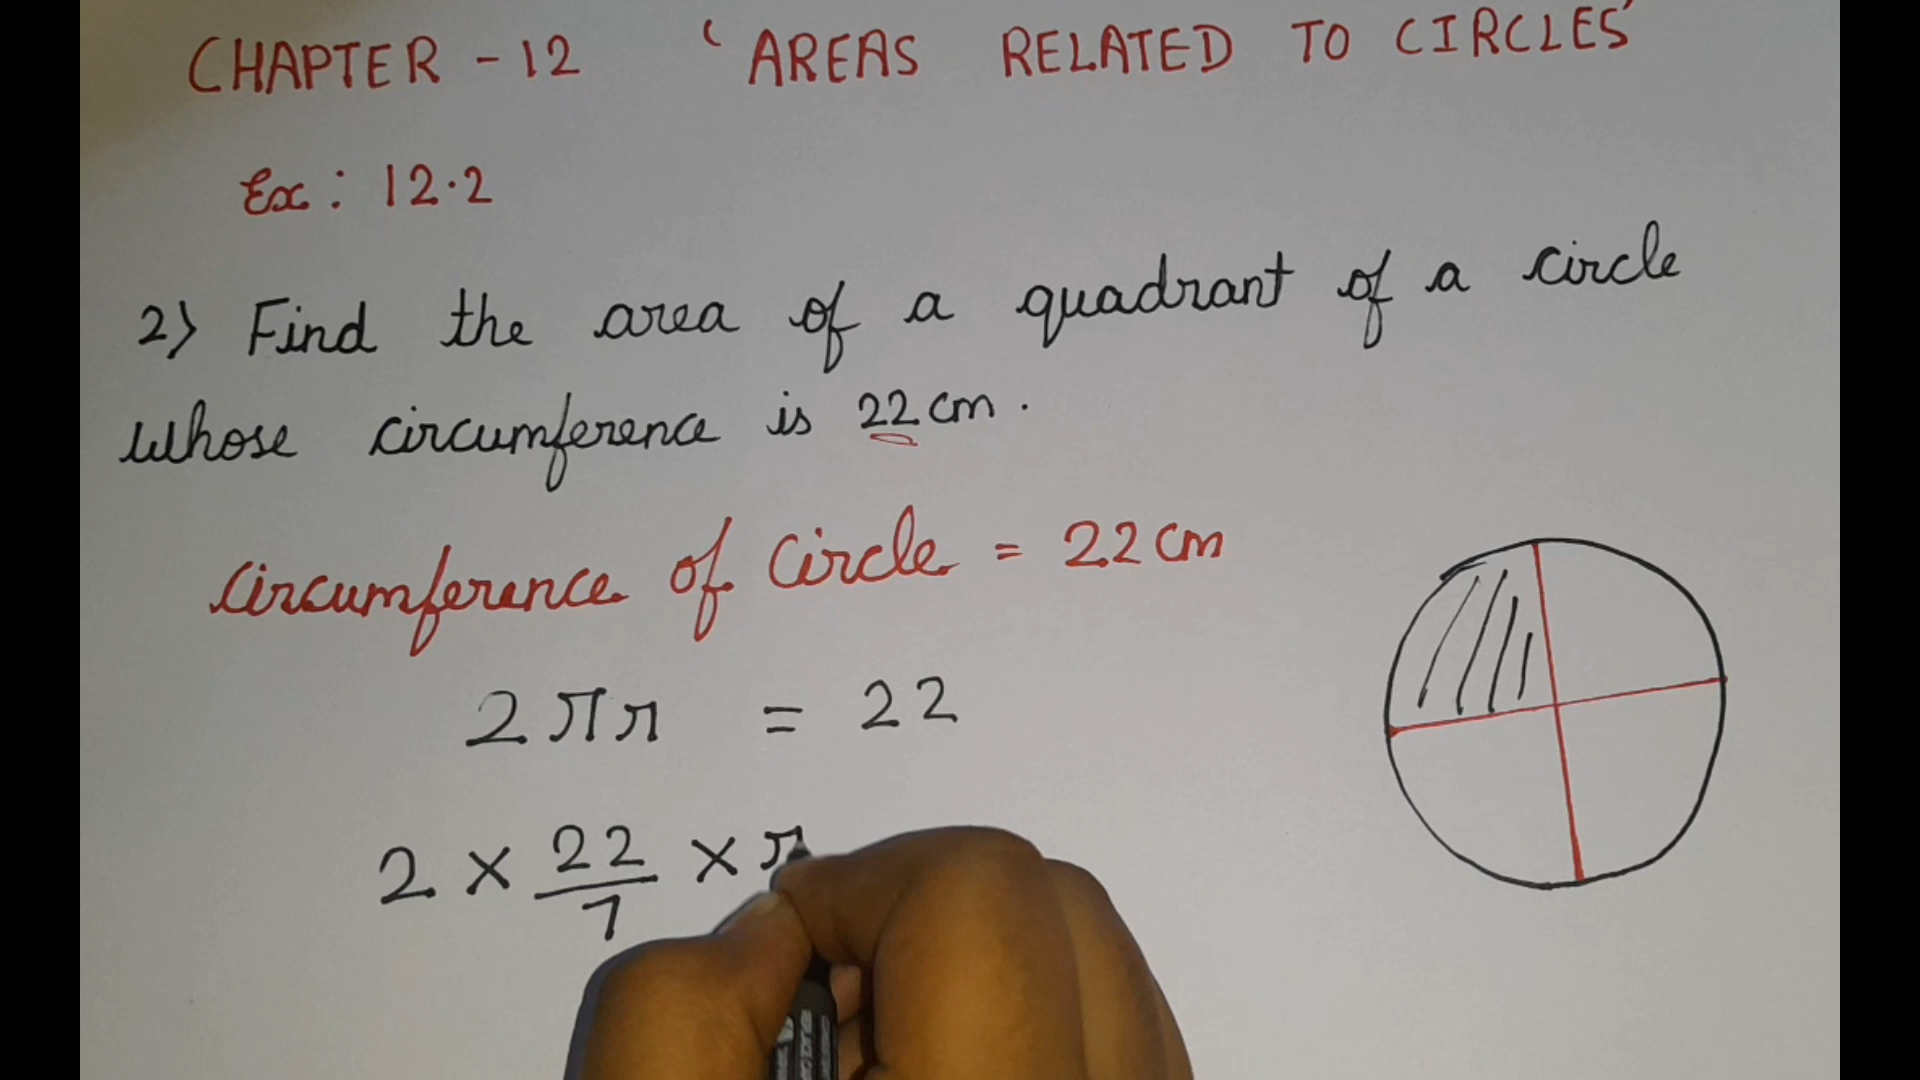 CHAPTER - 12 ‘AREAS RELATED TO CIRCLES’
Ex : 12.2
2) Find the area of a quadrant of a circle
whose circumference is 22 cm.
Circumference of Circle = 22 cm
2πr = 22
2 × 22/7 × r